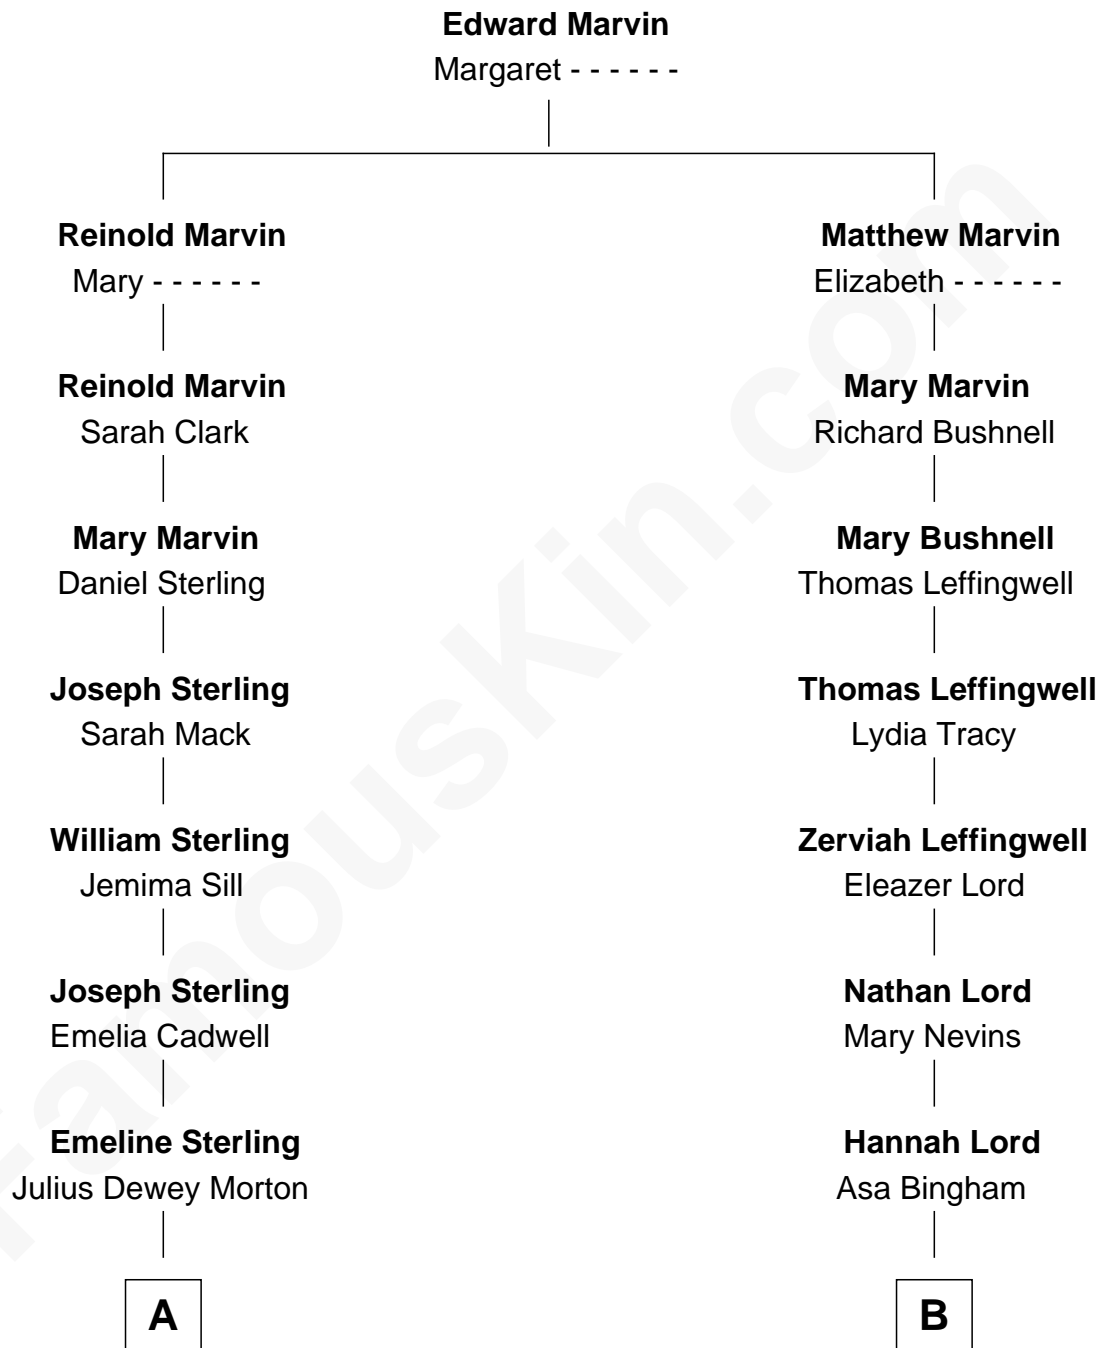 Edward Marvin
Margaret - - - - - -
Reinold Marvin
Mary - - - - - -
Matthew Marvin
Elizabeth - - - - - -
Reinold Marvin
Sarah Clark
Mary Marvin
Richard Bushnell
Mary Marvin
Daniel Sterling
Mary Bushnell
Thomas Leffingwell
Joseph Sterling
Sarah Mack
Thomas Leffingwell
Lydia Tracy
William Sterling
Jemima Sill
Zerviah Leffingwell
Eleazer Lord
Joseph Sterling
Emelia Cadwell
Nathan Lord
Mary Nevins
Emeline Sterling
Julius Dewey Morton
Hannah Lord
Asa Bingham
A
B
FamousKin.com